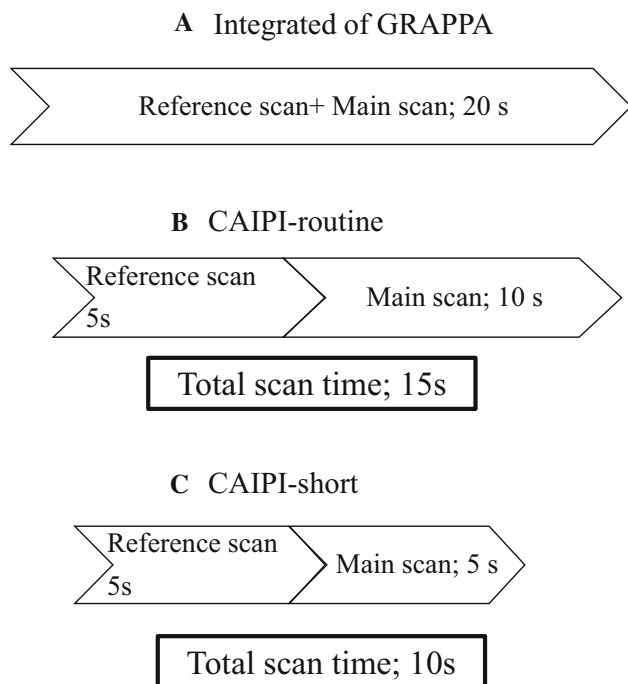 A Integrated of GRAPPA
Reference scan+ Main scan; 20 s
B CAIPI-routine
Reference scan
5s
Main scan; 10 s
Total scan time; 15s
C CAIPI-short
Reference scan
5s
Main scan; 5 s
Total scan time; 10s